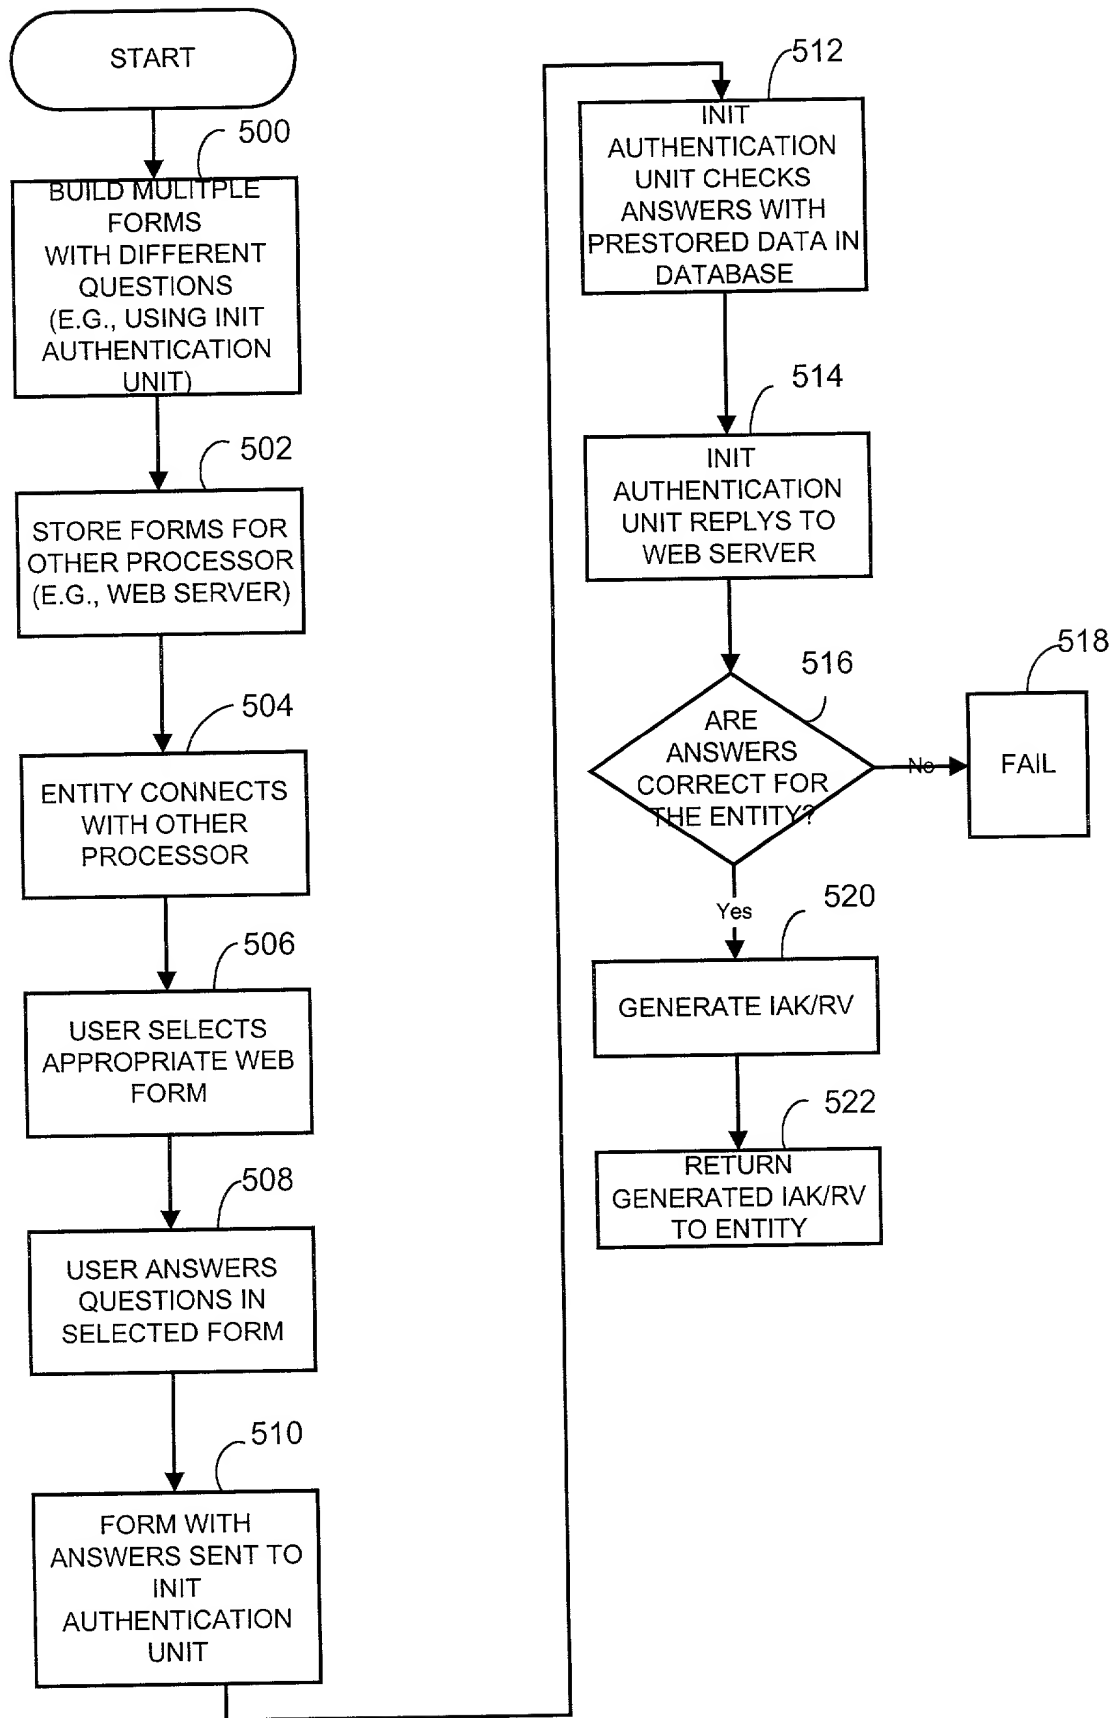 START
500
BUILD MULITPLE
FORMS
WITH DIFFERENT
QUESTIONS
(E.G., USING INIT
AUTHENTICATION
UNIT)
502
STORE FORMS FOR
OTHER PROCESSOR
(E.G., WEB SERVER)
504
ENTITY CONNECTS
WITH OTHER
PROCESSOR
506
USER SELECTS
APPROPRIATE WEB
FORM
508
USER ANSWERS
QUESTIONS IN
SELECTED FORM
510
FORM WITH
ANSWERS SENT TO
INIT
AUTHENTICATION
UNIT
512
INIT
AUTHENTICATION
UNIT CHECKS
ANSWERS WITH
PRESTORED DATA IN
DATABASE
514
INIT
AUTHENTICATION
UNIT REPLYS TO
WEB SERVER
516
ARE
ANSWERS
CORRECT FOR
THE ENTITY?
No
518
FAIL
Yes
520
GENERATE IAK/RV
522
RETURN
GENERATED IAK/RV
TO ENTITY